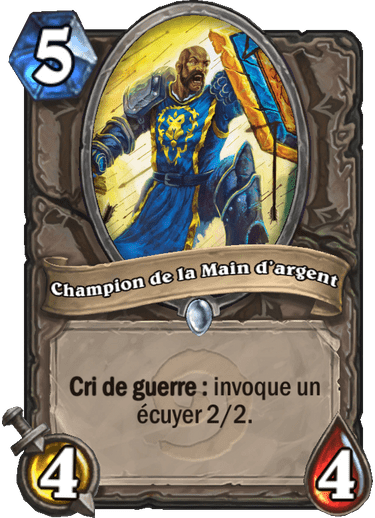 5
Champion de la Main d'argent
Cri de guerre : invoque un
écuyer 2/2.
4
4